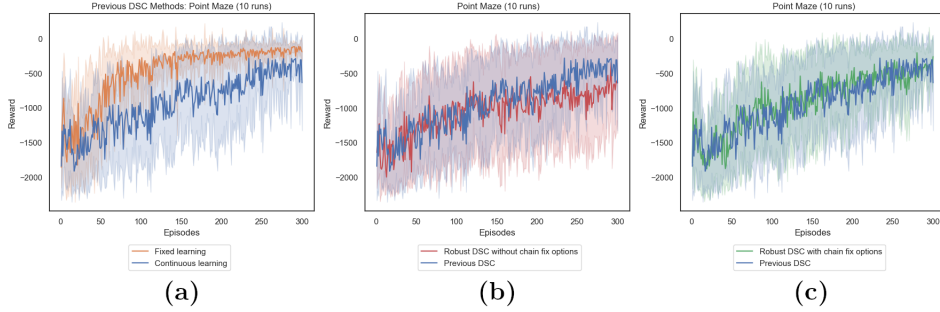 Previous DSC Methods: Point Maze (10 runs)
0
−500
−1000
−1500
−2000
Reward
0 50 100 150 200 250 300
Episodes
Fixed learning
Continuous learning
(a)
Point Maze (10 runs)
0
−500
−1000
−1500
−2000
Reward
0 50 100 150 200 250 300
Episodes
Robust DSC without chain fix options
Previous DSC
(b)
Point Maze (10 runs)
0
−500
−1000
−1500
−2000
Reward
0 50 100 150 200 250 300
Episodes
Robust DSC with chain fix options
Previous DSC
(c)